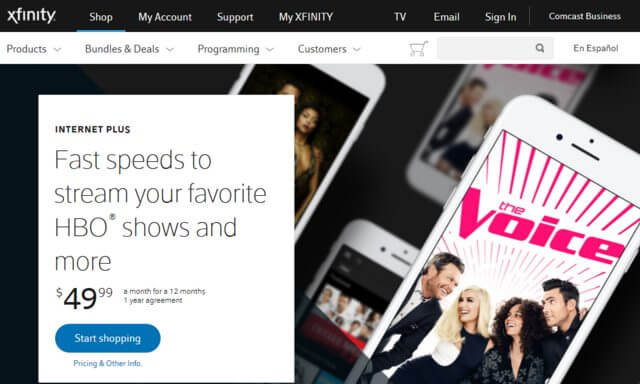 xfinity
Shop
My Account
Support
My XFINITY
TV
Email
Sign In
Comcast Business
Products
Bundles & Deals
Programming
Customers
En Español
INTERNET PLUS
Fast speeds to
stream your favorite
HBO® shows and
more
$49.99
a month for a 12 months
1 year agreement
Start shopping
Pricing & Other Info.
the
Voice